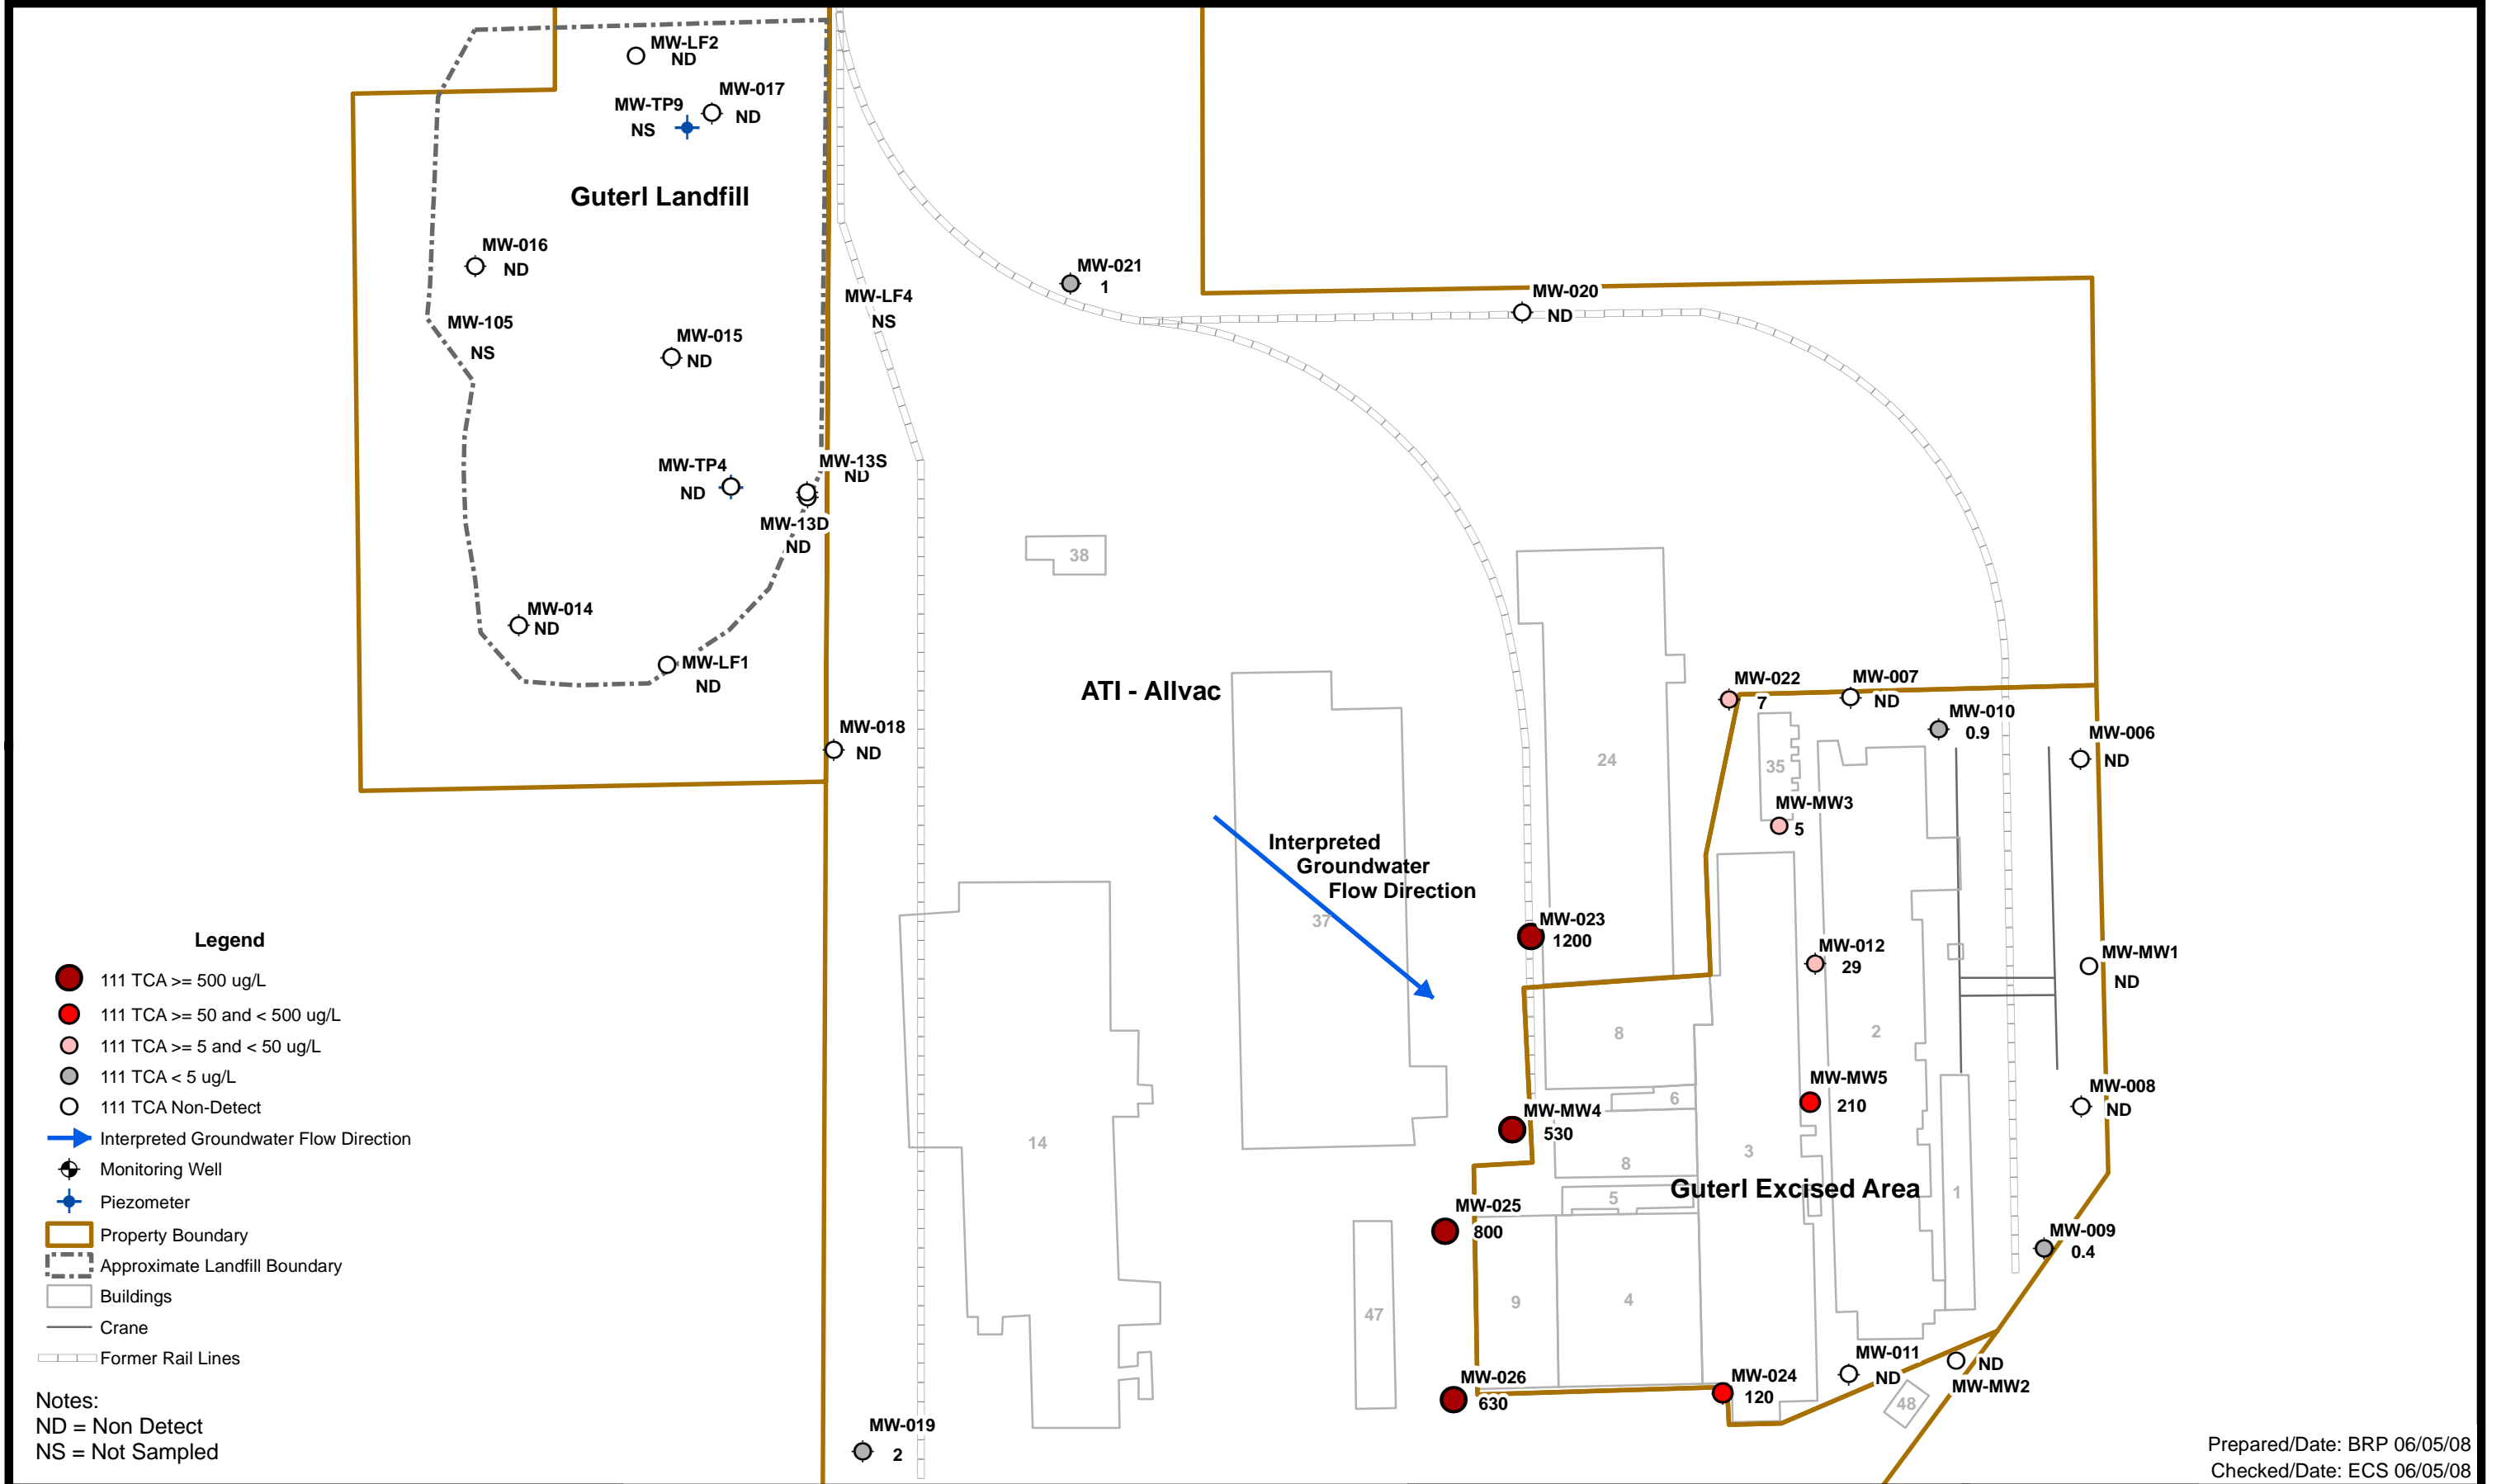 MW-LF2
ND
MW-017
ND
MW-TP9
NS
Guterl Landfill
MW-016
ND
MW-021
1
MW-LF4
NS
MW-020
ND
MW-105
NS
MW-015
ND
MW-13S
ND
MW-TP4
ND
MW-13D
ND
38
MW-014
ND
MW-LF1
ND
ATI - Allvac
MW-022
7
MW-007
ND
MW-010
0.9
MW-018
ND
MW-006
ND
24
35
MW-MW3
5
Interpreted
Groundwater
Flow Direction
37
MW-023
1200
MW-012
29
MW-MW1
ND
8
2
6
MW-MW5
210
MW-008
ND
MW-MW4
530
14
3
8
Guterl Excised Area
5
1
MW-025
800
MW-009
0.4
9
4
47
MW-011
ND
ND
MW-MW2
MW-026
630
MW-024
120
48
MW-019
2
Legend
111 TCA >= 500 ug/L
111 TCA >= 50 and < 500 ug/L
111 TCA >= 5 and < 50 ug/L
111 TCA < 5 ug/L
111 TCA Non-Detect
Interpreted Groundwater Flow Direction
Monitoring Well
Piezometer
Property Boundary
Approximate Landfill Boundary
Buildings
Crane
Former Rail Lines
Notes:
ND = Non Detect
NS = Not Sampled
Prepared/Date: BRP 06/05/08
Checked/Date: ECS 06/05/08